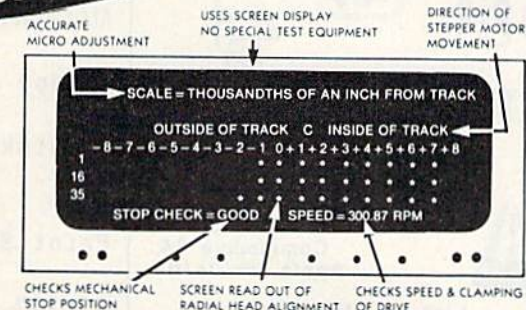 ACCURATE
MICRO ADJUSTMENT
USES SCREEN DISPLAY
NO SPECIAL TEST EQUIPMENT
DIRECTION OF
STEPPER MOTOR
MOVEMENT
SCALE = THOUSANDTHS OF AN INCH FROM TRACK
OUTSIDE OF TRACK C INSIDE OF TRACK
-8-7-6-5-4-3-2-1 0+1+2+3+4+5+6+7+8
1
16
35
STOP CHECK = GOOD SPEED = 300.87 RPM
CHECKS MECHANICAL
STOP POSITION
SCREEN READ OUT OF
RADIAL HEAD ALIGNMENT
CHECKS SPEED & CLAMPING
OF DRIVE